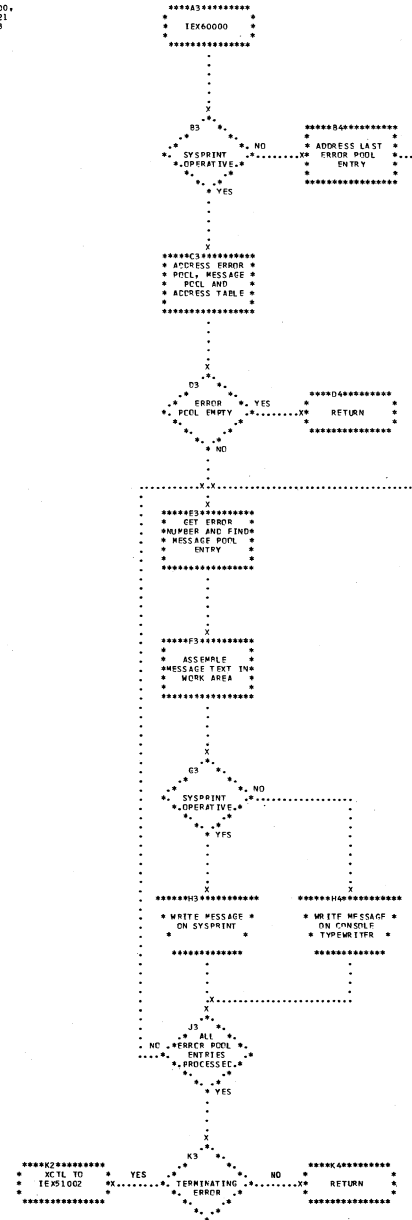 A3
IEX60000
B3
SYSPRINT
OPERATIVE
NO
YES
B4
ADDRESS LAST
ERROR POOL
ENTRY
C3
ADDRESS ERROR
POOL, MESSAGE
POOL AND
ADDRESS TABLE
D3
ERROR
POOL EMPTY
YES
NO
D4
RETURN
E3
GET ERROR
NUMBER AND FIND
MESSAGE POOL
ENTRY
F3
ASSEMBLE
MESSAGE TEXT IN
WORK AREA
G3
SYSPRINT
OPERATIVE
NO
YES
H3
WRITE MESSAGE
ON SYSPRINT
H4
WRITE MESSAGE
ON CONSOLE
TYPEWRITER
J3
ALL
ERROR POOL
ENTRIES
PROCESSED
NO
YES
K2
XCTL TO
IEX51002
YES
K3
TERMINATING
ERROR
NO
K4
RETURN